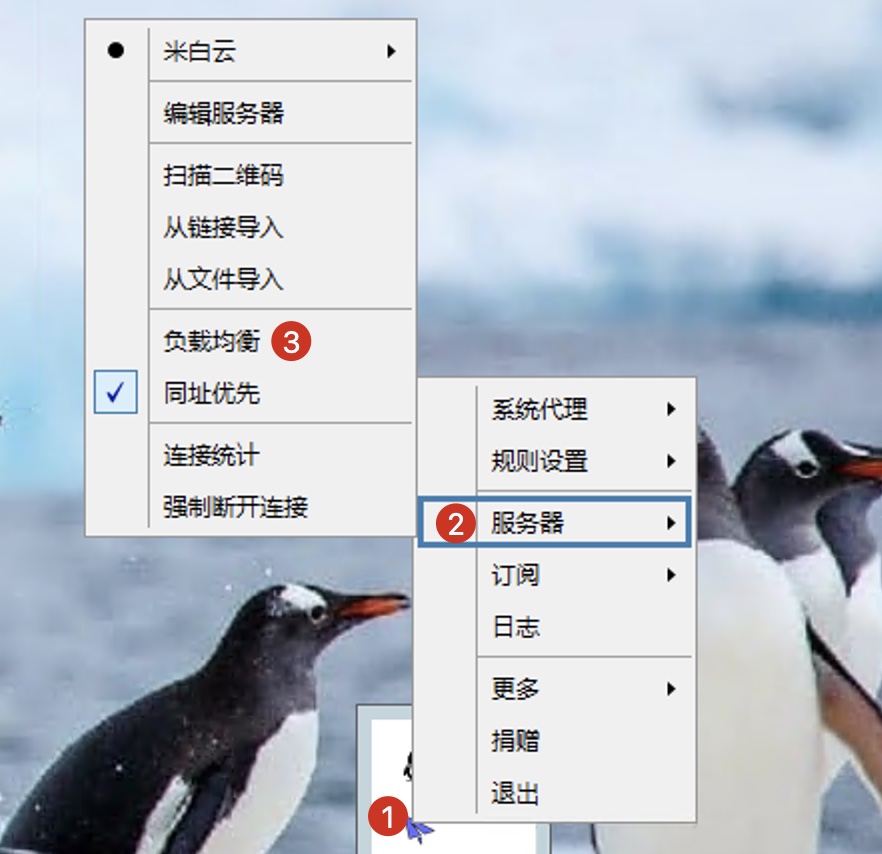 米白云
编辑服务器
扫描二维码
从链接导入
从文件导入
负载均衡 3
同址优先
连接统计
强制断开连接
系统代理
规则设置
2 服务器
订阅
日志
更多
捐赠
退出
1